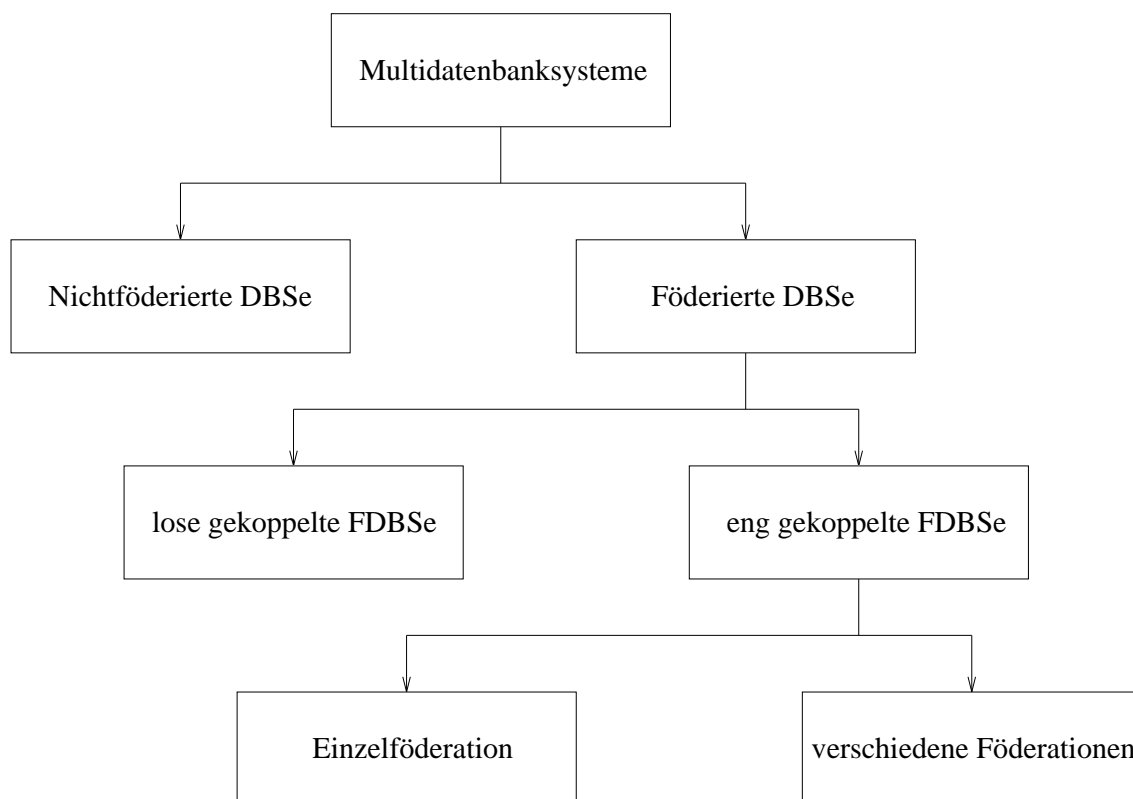 Multidatenbanksysteme
Nichtföderierte DBSe
Föderierte DBSe
lose gekoppelte FDBSe
eng gekoppelte FDBSe
Einzelföderation
verschiedene Föderationen